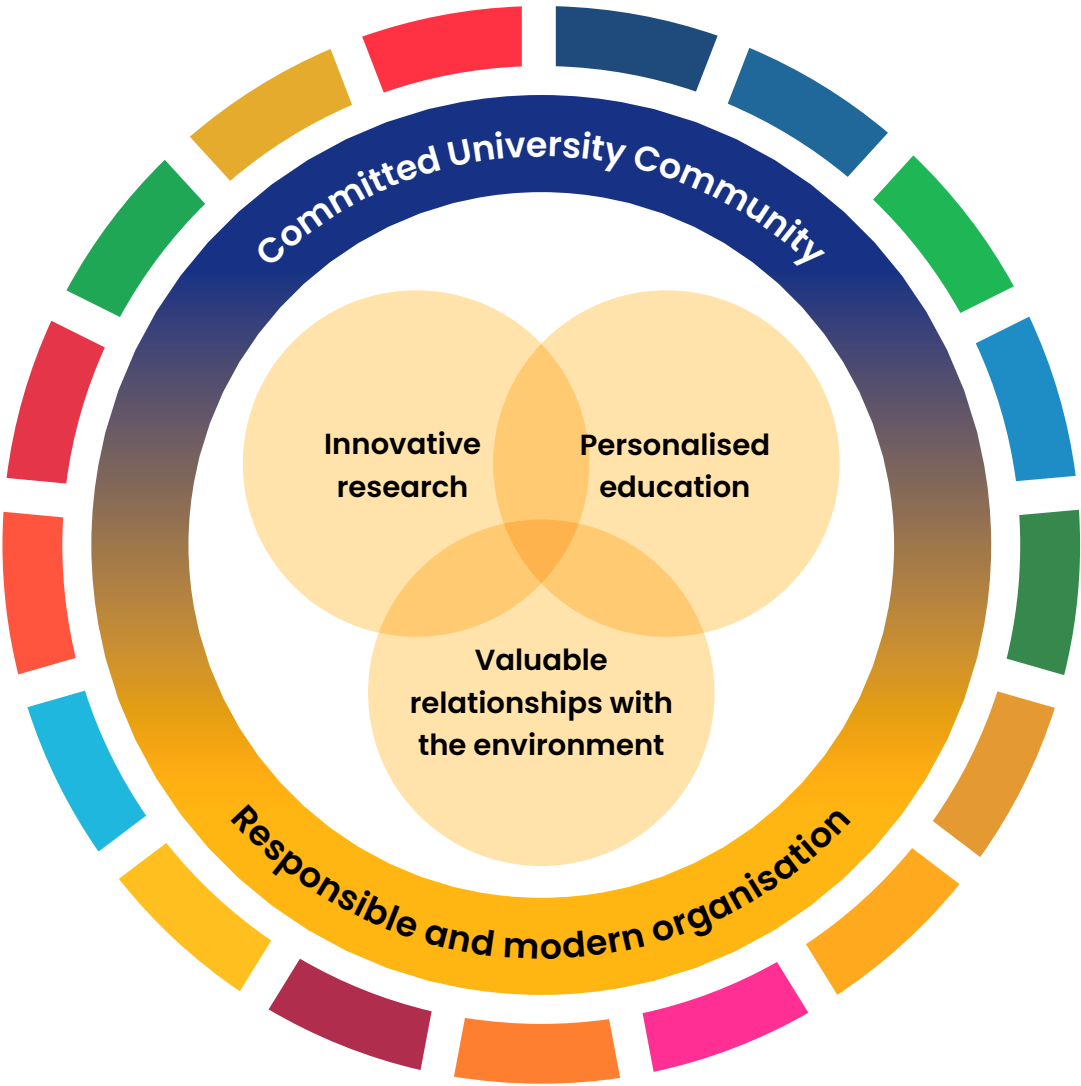 Committed University Community
Innovative
research
Personalised
education
Valuable
relationships with
the environment
Responsible and modern organisation